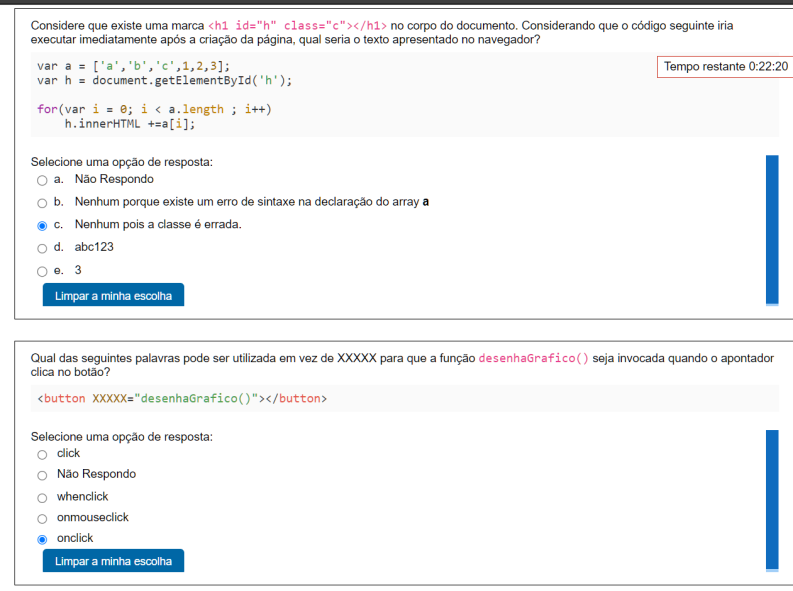 Considere que existe uma marca <h1 id="h" class="c"></h1> no corpo do documento. Considerando que o código seguinte iria
executar imediatamente após a criação da página, qual seria o texto apresentado no navegador?
Tempo restante 0:22:20
var a = ['a','b','c',1,2,3];
var h = document.getElementById('h');
for(var i = 0; i < a.length ; i++)
h.innerHTML +=a[i];
Selecione uma opção de resposta:
a. Não Respondo
b. Nenhum porque existe um erro de sintaxe na declaração do array a
c. Nenhum pois a classe é errada.
d. abc123
e. 3
Limpar a minha escolha
Qual das seguintes palavras pode ser utilizada em vez de XXXXX para que a função desenhaGrafico() seja invocada quando o apontador
clica no botão?
<button XXXXX="desenhaGrafico()"></button>
Selecione uma opção de resposta:
click
Não Respondo
whenclick
onmouseclick
onclick
Limpar a minha escolha